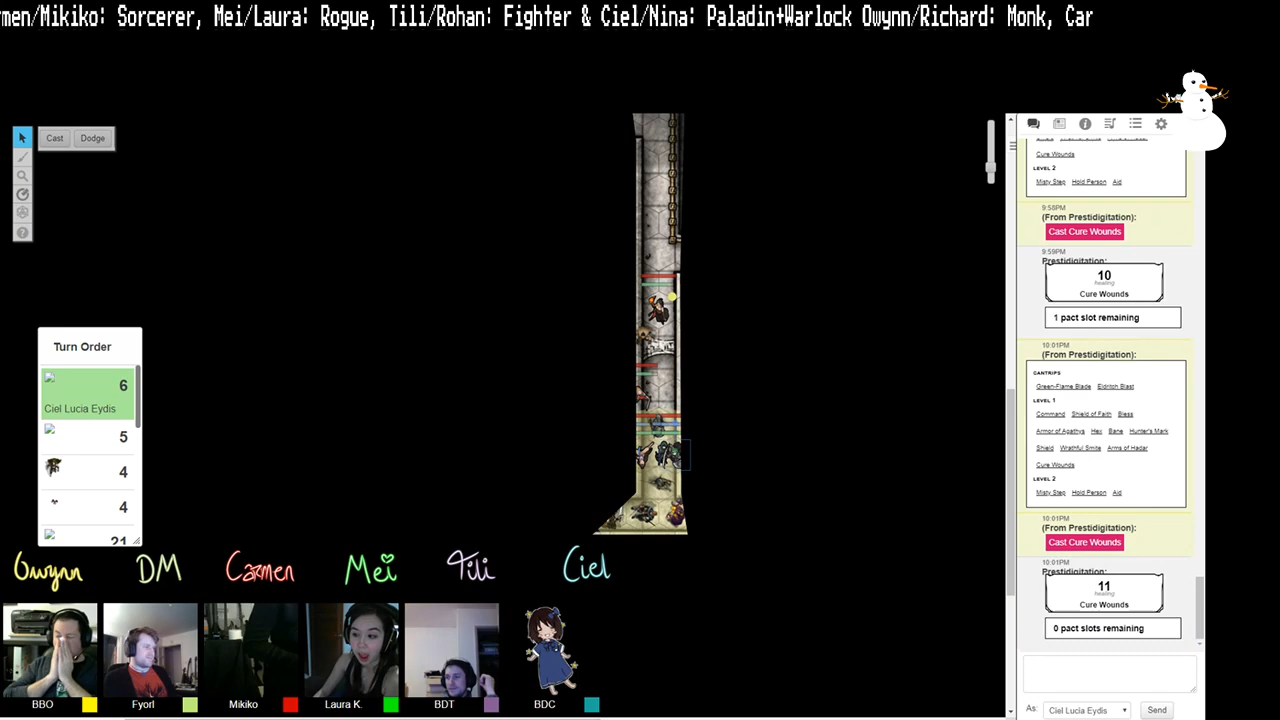 rmen/Mikiko: Sorcerer, Mei/Laura: Rogue, Tili/Rohan: Fighter & Ciel/Nina: Paladin+Warlock Owynn/Richard: Monk, Car
Cast Dodge
Cure Wounds
LEVEL 2
Misty Step Hold Person Aid
9:58PM
(From Prestidigitation):
Cast Cure Wounds
9:59PM
Prestidigitation:
10
healing
Cure Wounds
1 pact slot remaining
10:01PM
(From Prestidigitation):
CANTRIPS
Green-Flame Blade Eldritch Blast
LEVEL 1
Command Shield of Faith Bless
Armor of Agathys Hex Bane Hunter's Mark
Shield Wrathful Smite Arms of Hadar
Cure Wounds
LEVEL 2
Misty Step Hold Person Aid
10:01PM
(From Prestidigitation):
Cast Cure Wounds
10:01PM
Prestidigitation:
11
healing
Cure Wounds
0 pact slots remaining
As: Ciel Lucia Eydis Send
Turn Order
6
Ciel Lucia Eydis
5
4
4
21
Owynn DM Carmen Mei Tili Ciel
BBO Fyorl Mikiko Laura K. BDT BDC